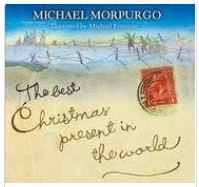 MICHAEL MORPURGO
Illustrated by Michael Foreman
The best
Christmas
present in
the world